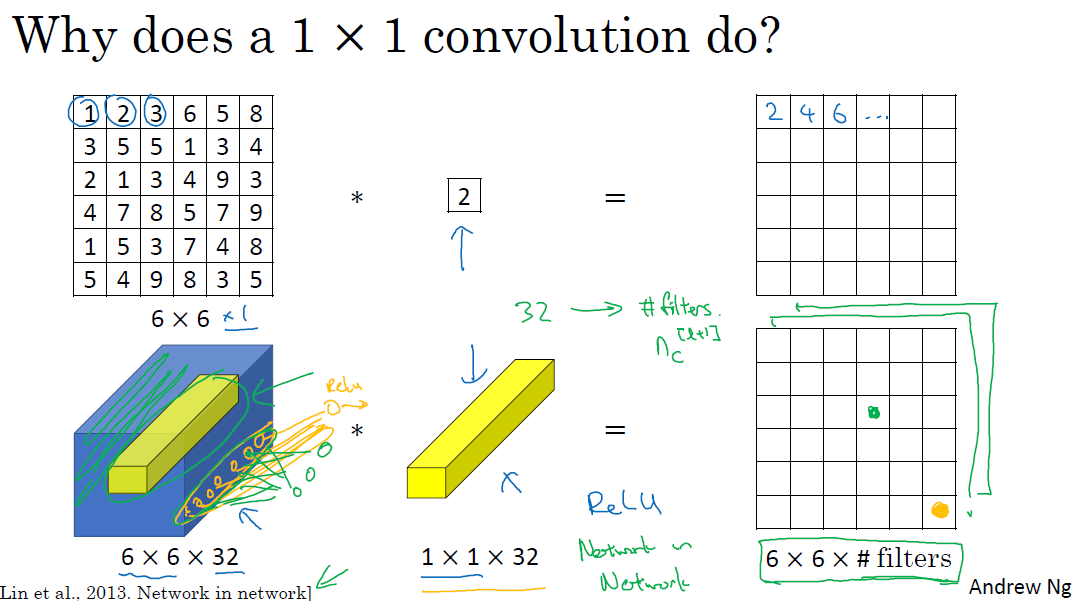 Why does a 1 × 1 convolution do?
1 2 3 6 5 8
3 5 5 1 3 4
2 1 3 4 9 3
4 7 8 5 7 9
1 5 3 7 4 8
5 4 9 8 3 5
*
2
=
2 4 6 ...
6 × 6 × 1
32 → # filters.
n_c^[l+1]
ReLU
*
=
ReLU
6 × 6 × 32
1 × 1 × 32
Network in
Network
6 × 6 × # filters
Lin et al., 2013. Network in network]
Andrew Ng